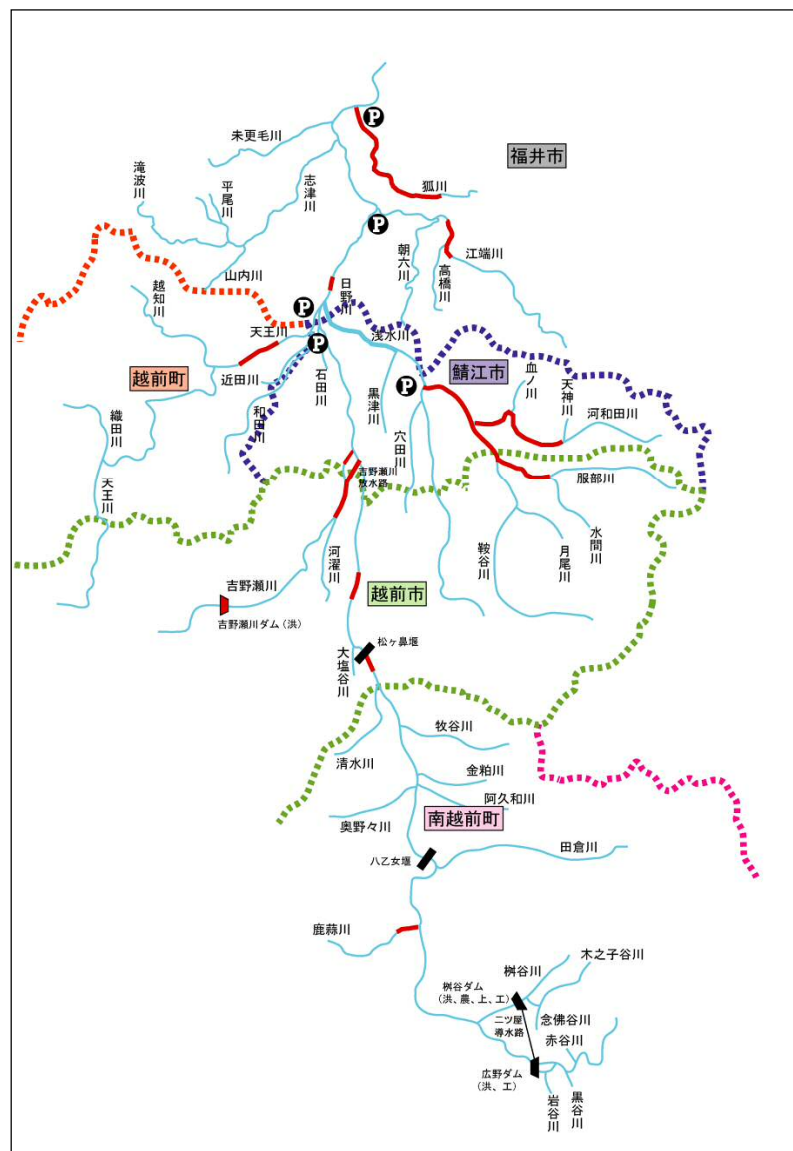 P
未更毛川
福井市
滝波川
平尾川
志津川
狐川
P
朝六川
高橋川
江端川
山内川
越知川
日野川
P
天王川
浅水川
P
越前町
近田川
石田川
黒津川
P
鯖江市
血ノ川
天神川
河和田川
織田川
和田川
穴田川
吉野瀬川
放水路
服部川
天王川
河濯川
鞍谷川
月尾川
水間川
吉野瀬川
越前市
吉野瀬川ダム(洪)
松ヶ鼻堰
大塩谷川
牧谷川
清水川
金粕川
阿久和川
奥野々川
南越前町
八乙女堰
田倉川
鹿蒜川
木之子谷川
桝谷川
桝谷ダム
(洪、農、上、工)
二ツ屋
導水路
念佛谷川
赤谷川
広野ダム
(洪、工)
岩谷川
黒谷川